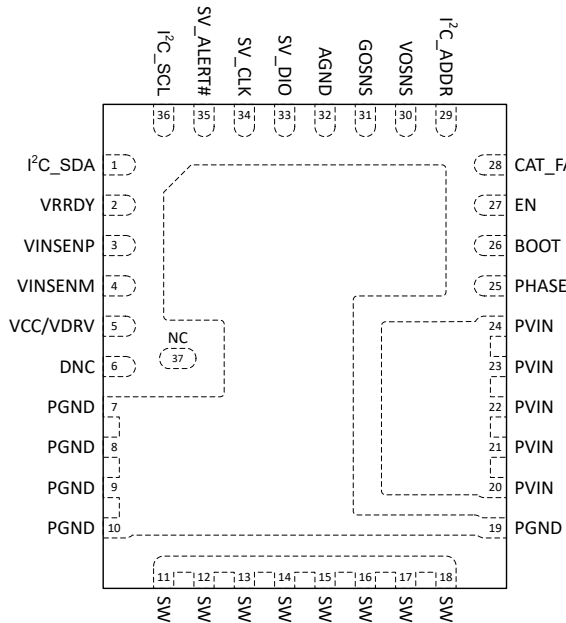 I²C_SCL
SV_ALERT#
SV_CLK
SV_DIO
AGND
GOSNS
VOSNS
I²C_ADDR
36
35
34
33
32
31
30
29
I²C_SDA
1
28
CAT_FA
VRRDY
2
27
EN
VINSENP
3
26
BOOT
VINSENM
4
25
PHASE
VCC/VDRV
5
24
PVIN
NC
37
DNC
6
23
PVIN
PGND
7
22
PVIN
PGND
8
21
PVIN
PGND
9
20
PVIN
PGND
10
19
PGND
11
12
13
14
15
16
17
18
SW
SW
SW
SW
SW
SW
SW
SW